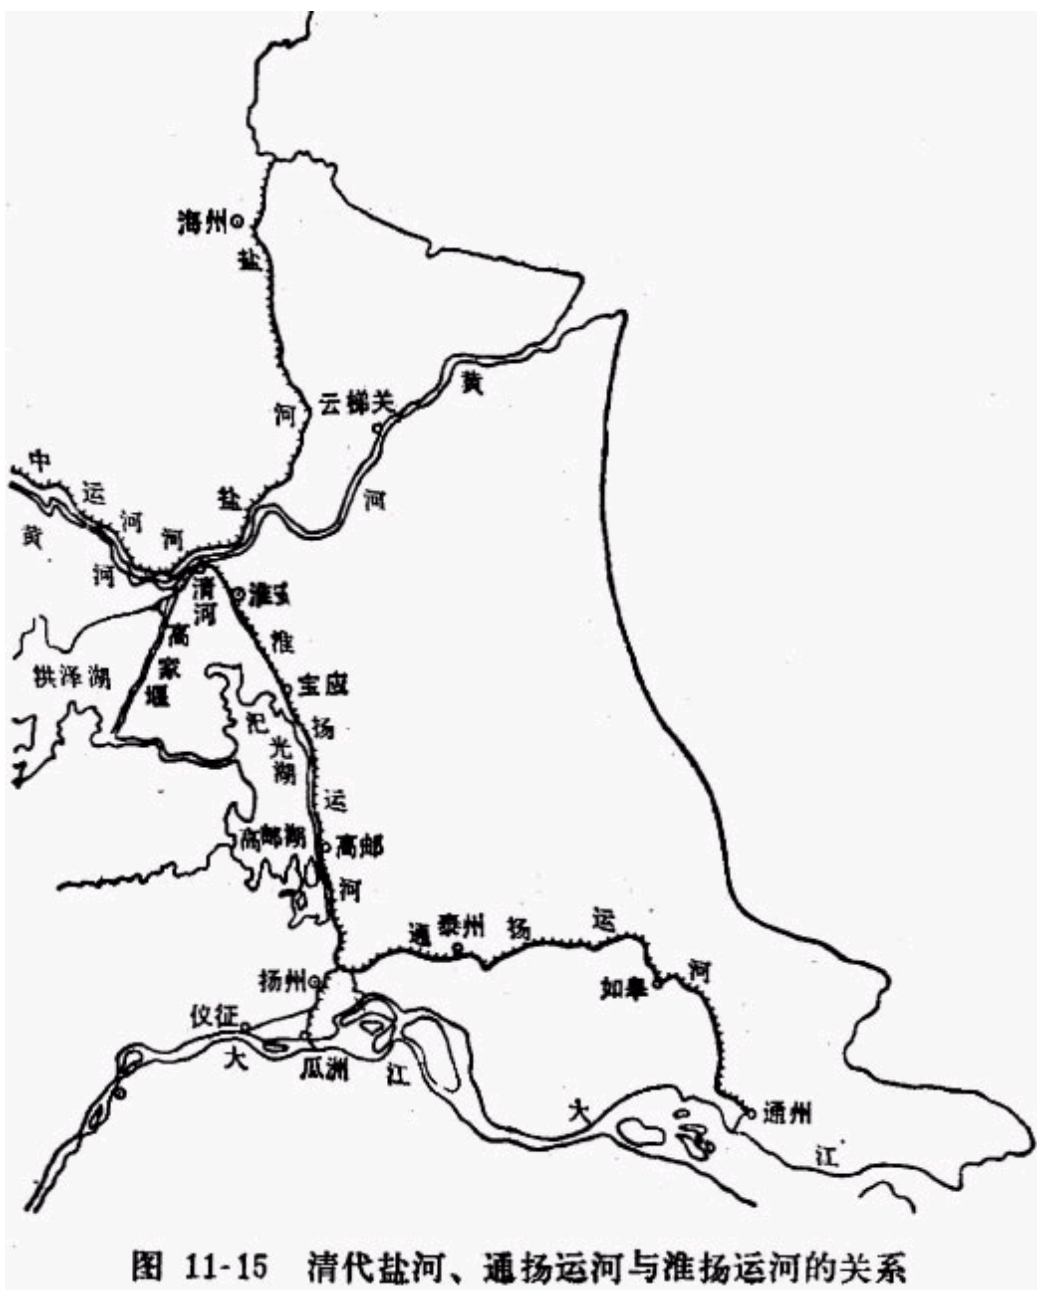 海州
盐河
云梯关
黄河
中运河
盐河
黄河
清河
淮安
淮扬运河
高家堰
洪泽湖
宝应
氾光湖
高邮湖
高邮
通扬运河
泰州
如皋
扬州
仪征
瓜洲
大江
大江
通州
图 11-15 清代盐河、通扬运河与淮扬运河的关系